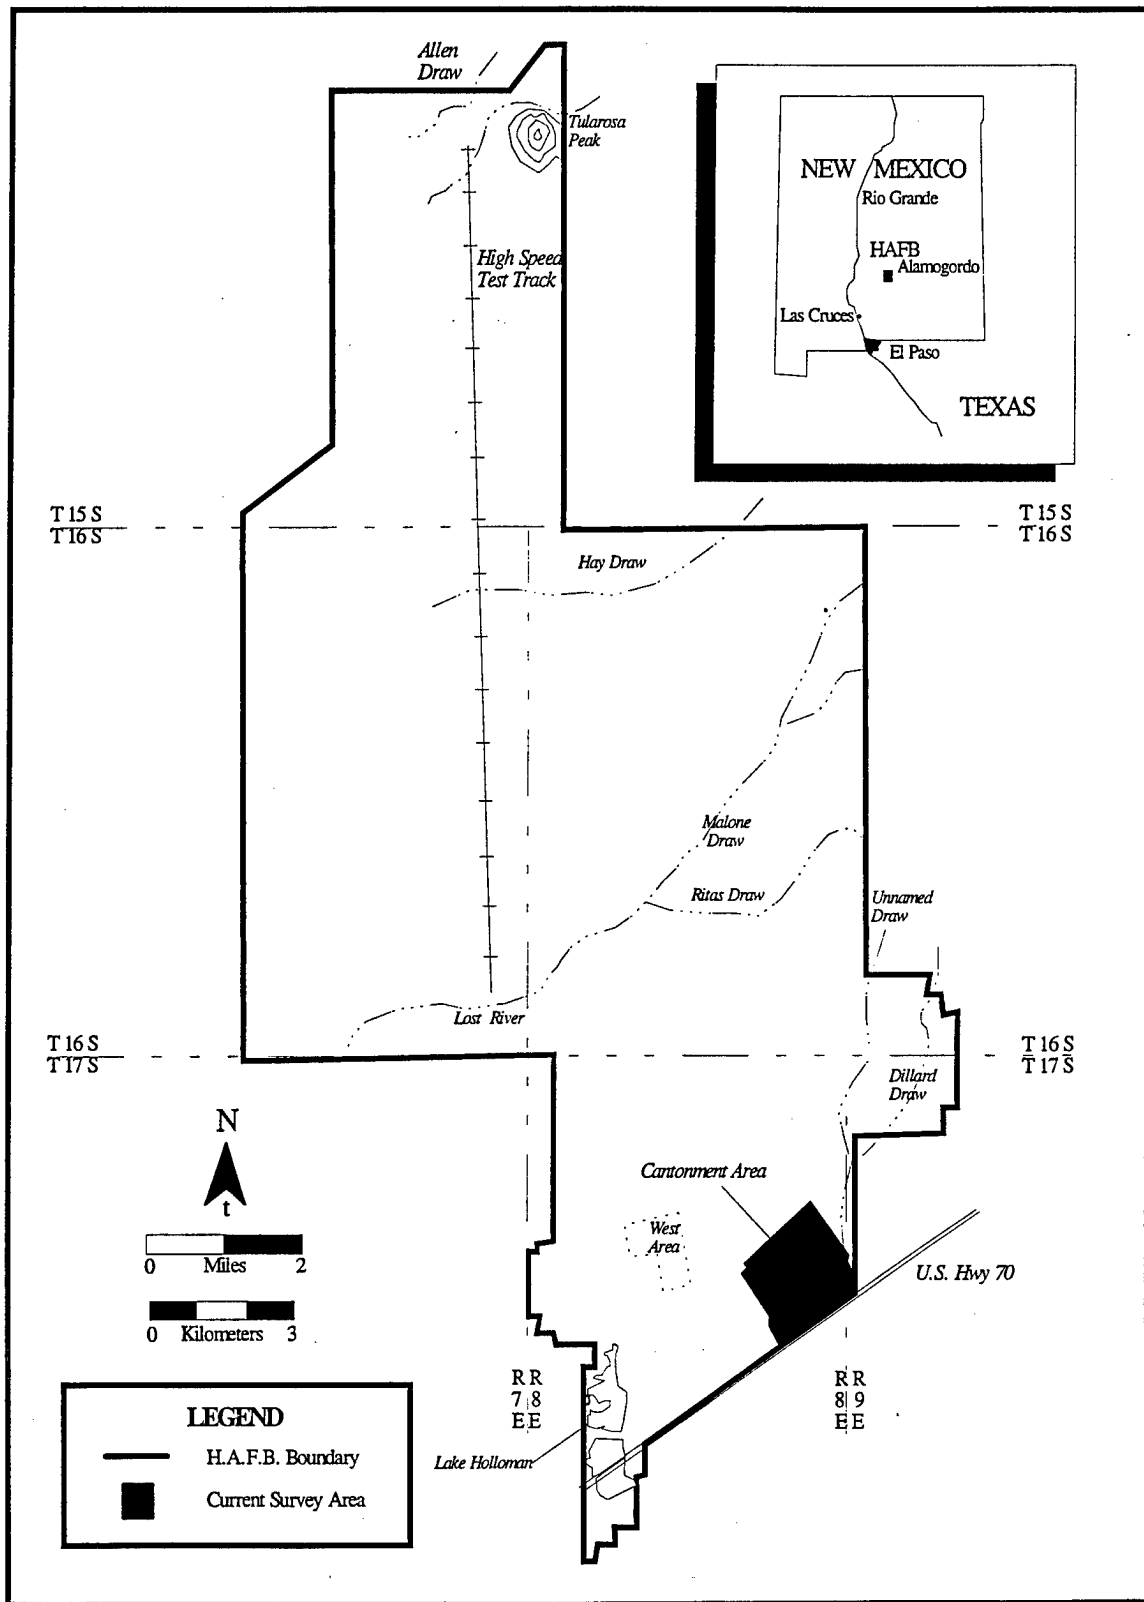 Allen
Draw
Tularosa
Peak
NEW MEXICO
Rio Grande
HAFB
Alamogordo
Las Cruces
El Paso
TEXAS
High Speed
Test Track
T 15 S
T 16 S
T 15 S
T 16 S
Hay Draw
Malone
Draw
Ritas Draw
Unnamed
Draw
Lost River
T 16 S
T 17 S
T 16 S
T 17 S
Dillard
Draw
N
t
Cantonment Area
West
Area
U.S. Hwy 70
0 Miles 2
0 Kilometers 3
R R
7 8
E E
R R
8 9
E E
LEGEND
H.A.F.B. Boundary
Current Survey Area
Lake Holloman